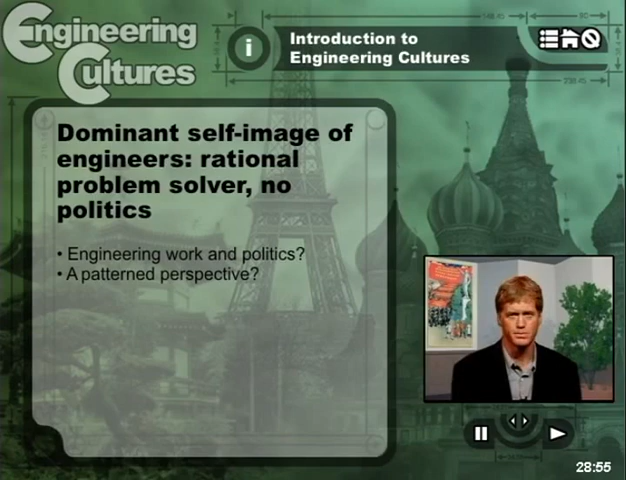 Engineering
Cultures
i
Introduction to
Engineering Cultures
Dominant self-image of
engineers: rational
problem solver, no
politics
• Engineering work and politics?
• A patterned perspective?
28:55